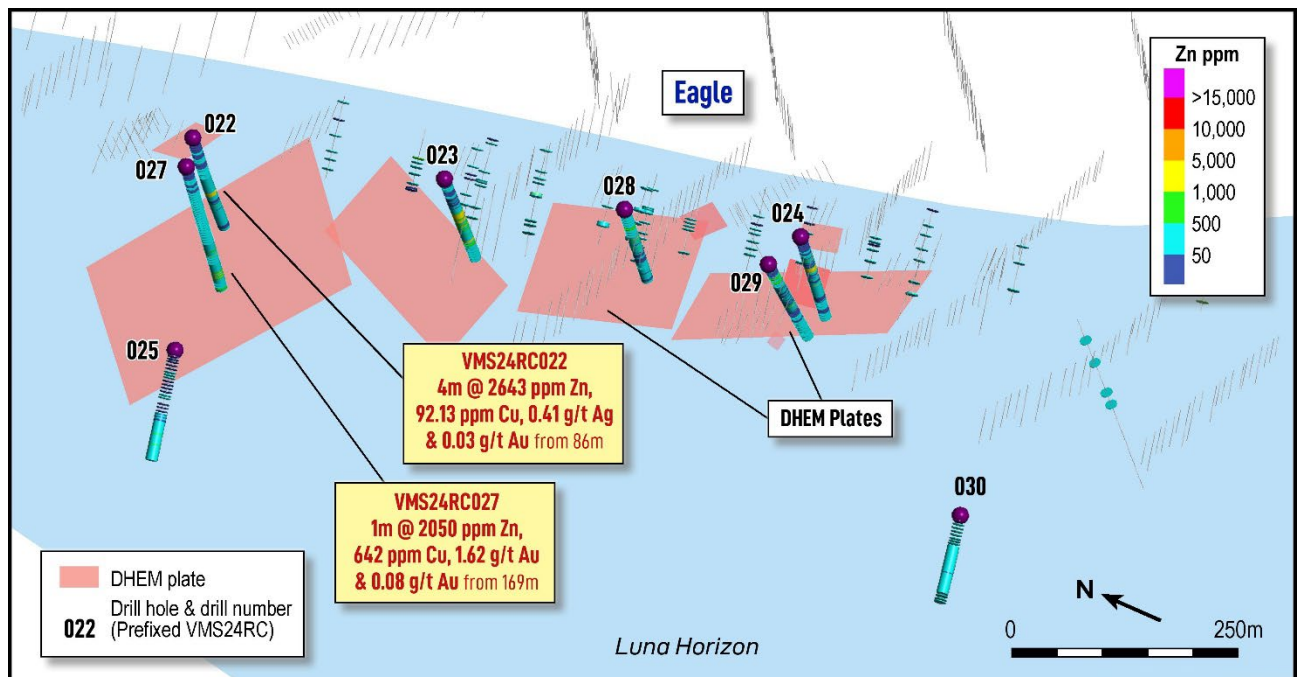 Eagle
Zn ppm
>15,000
10,000
5,000
1,000
500
50
022
027
023
028
024
029
025
VMS24RC022
4m @ 2643 ppm Zn,
92.13 ppm Cu, 0.41 g/t Ag
& 0.03 g/t Au from 86m
DHEM Plates
VMS24RC027
1m @ 2050 ppm Zn,
642 ppm Cu, 1.62 g/t Au
& 0.08 g/t Au from 169m
030
DHEM plate
022 Drill hole & drill number
(Prefixed VMS24RC)
Luna Horizon
N
0 250m